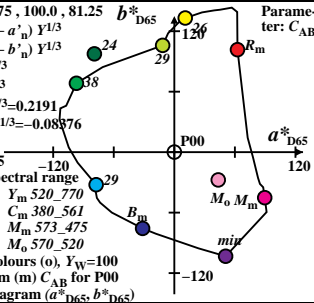 75 , 100.0 , 81.25
b*D65
Parame-
ter: CAB
– a'n ) Y1/3
– b'n ) Y1/3
1/3
1/3
=0.2191
1/3=−0.08376
120
26
29
24
38
Rm
P00
a*D65
−120
120
29
Bm
Mo
Mm
min
−120
spectral range
Ym 520_770
Cm 380_561
Mm 573_475
Mo 570_520
olours (o), YW=100
m (m) CAB for P00
agram (a*D65, b*D65)